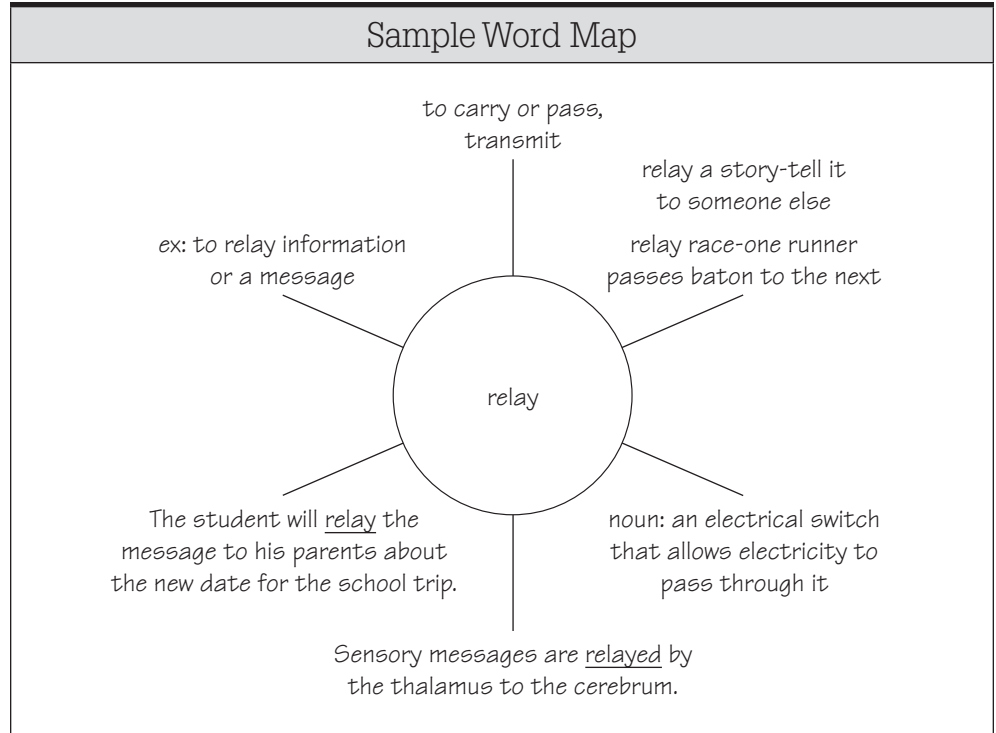 Sample Word Map
to carry or pass,
transmit
relay a story-tell it
to someone else
relay race-one runner
passes baton to the next
ex: to relay information
or a message
relay
The student will relay the
message to his parents about
the new date for the school trip.
noun: an electrical switch
that allows electricity to
pass through it
Sensory messages are relayed by
the thalamus to the cerebrum.